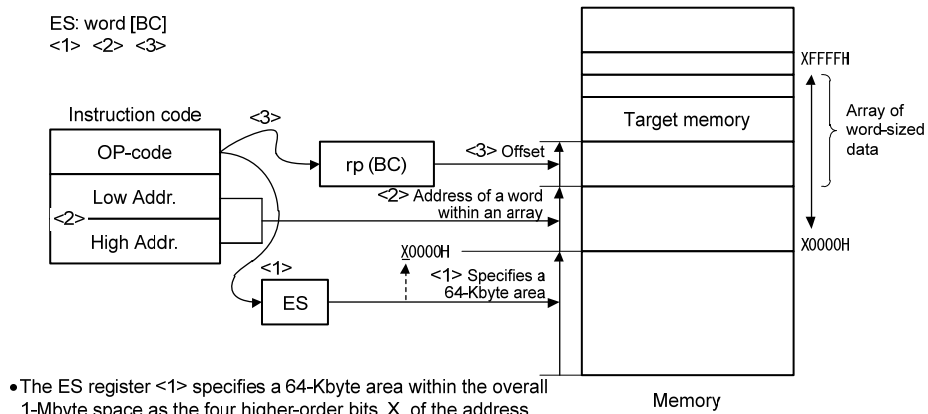 ES: word [BC]
<1> <2> <3>
XFFFFH
Instruction code
<3>
Array of
word-sized
data
OP-code
Target memory
rp (BC)
<3> Offset
Low Addr.
<2> Address of a word
within an array
<2>
High Addr.
X0000H
X0000H
<1>
<1> Specifies a
64-Kbyte area
ES
•The ES register <1> specifies a 64-Kbyte area within the overall
1-Mbyte space as the four higher-order bits, X, of the address
Memory